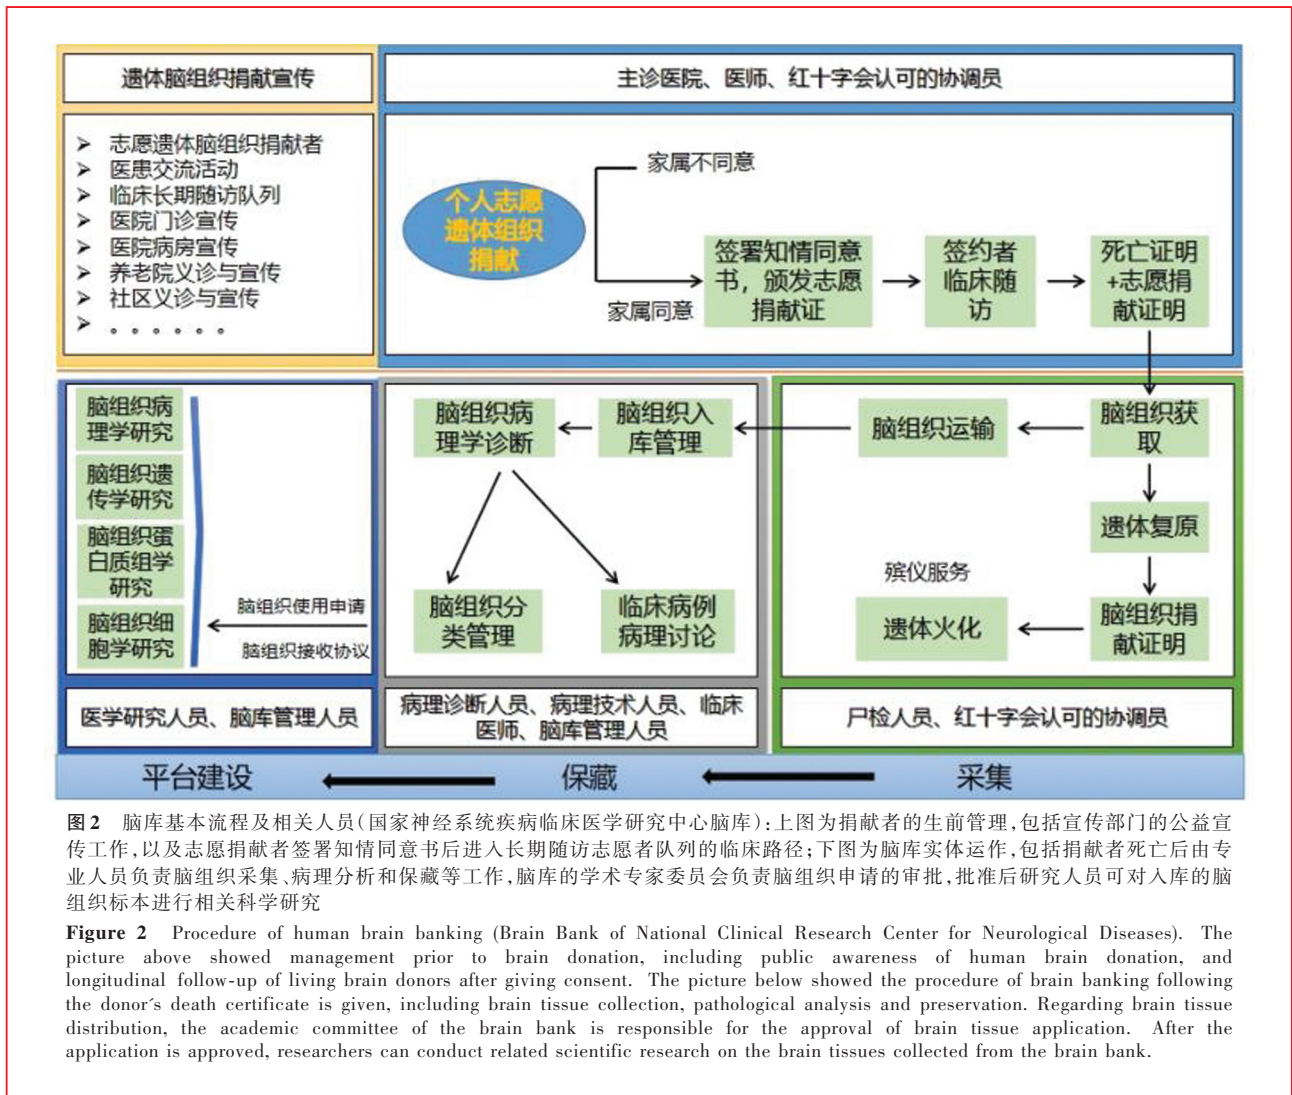 遗体脑组织捐献宣传
主诊医院、医师、红十字会认可的协调员
➢ 志愿遗体脑组织捐献者
➢ 医患交流活动
➢ 临床长期随访队列
➢ 医院门诊宣传
➢ 医院病房宣传
➢ 养老院义诊与宣传
➢ 社区义诊与宣传
➢ 。。。。。。
个人志愿
遗体组织
捐献
家属不同意
家属同意
签署知情同意
书，颁发志愿
捐献证
签约者
临床随
访
死亡证明
+志愿捐
献证明
脑组织病
理学研究
脑组织遗
传学研究
脑组织蛋
白质组学
研究
脑组织细
胞学研究
脑组织使用申请
脑组织接收协议
脑组织病
理学诊断
脑组织入
库管理
脑组织分
类管理
临床病例
病理讨论
脑组织运输
脑组织获
取
遗体复原
殡仪服务
遗体火化
脑组织捐
献证明
医学研究人员、脑库管理人员
病理诊断人员、病理技术人员、临床
医师、脑库管理人员
尸检人员、红十字会认可的协调员
平台建设
保藏
采集
图2 脑库基本流程及相关人员(国家神经系统疾病临床医学研究中心脑库):上图为捐献者的生前管理,包括宣传部门的公益宣
传工作,以及志愿捐献者签署知情同意书后进入长期随访志愿者队列的临床路径;下图为脑库实体运作,包括捐献者死亡后由专
业人员负责脑组织采集、病理分析和保藏等工作,脑库的学术专家委员会负责脑组织申请的审批,批准后研究人员可对入库的脑
组织标本进行相关科学研究
Figure 2 Procedure of human brain banking (Brain Bank of National Clinical Research Center for Neurological Diseases). The
picture above showed management prior to brain donation, including public awareness of human brain donation, and
longitudinal follow-up of living brain donors after giving consent. The picture below showed the procedure of brain banking following
the donor´s death certificate is given, including brain tissue collection, pathological analysis and preservation. Regarding brain tissue
distribution, the academic committee of the brain bank is responsible for the approval of brain tissue application. After the
application is approved, researchers can conduct related scientific research on the brain tissues collected from the brain bank.